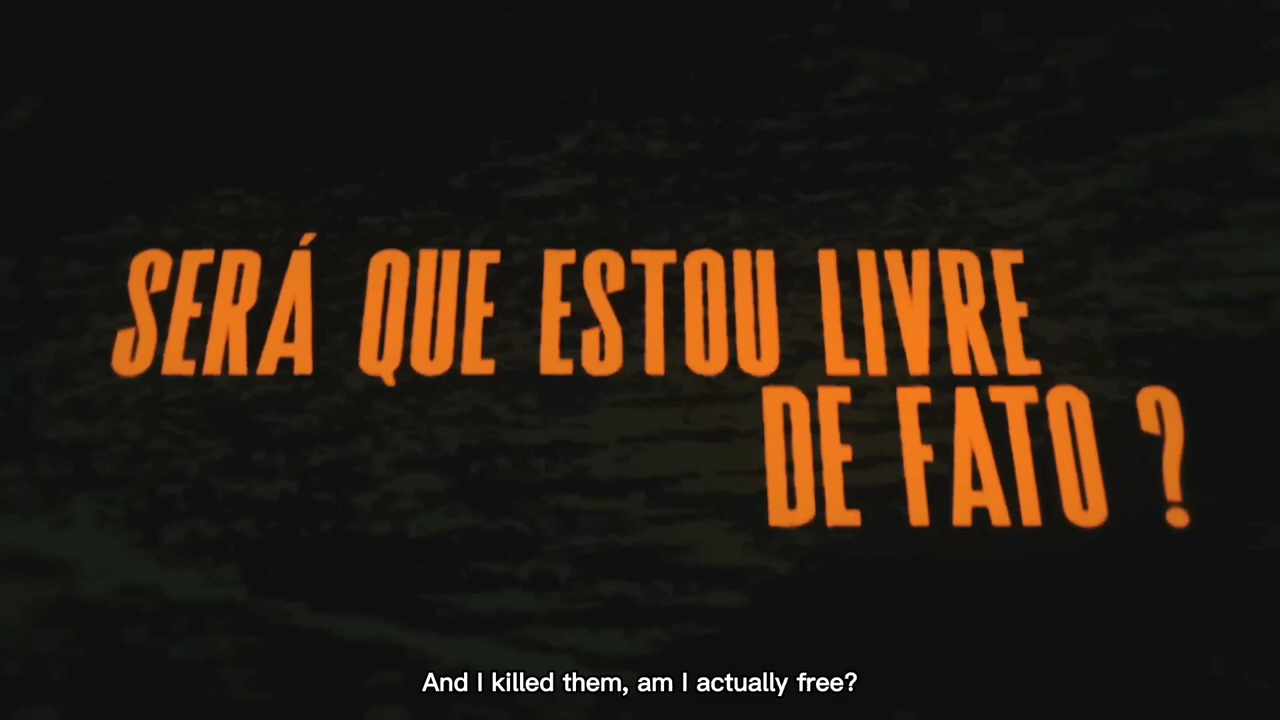 SERÁ QUE ESTOU LIVRE
DE FATO ?
And I killed them, am I actually free?